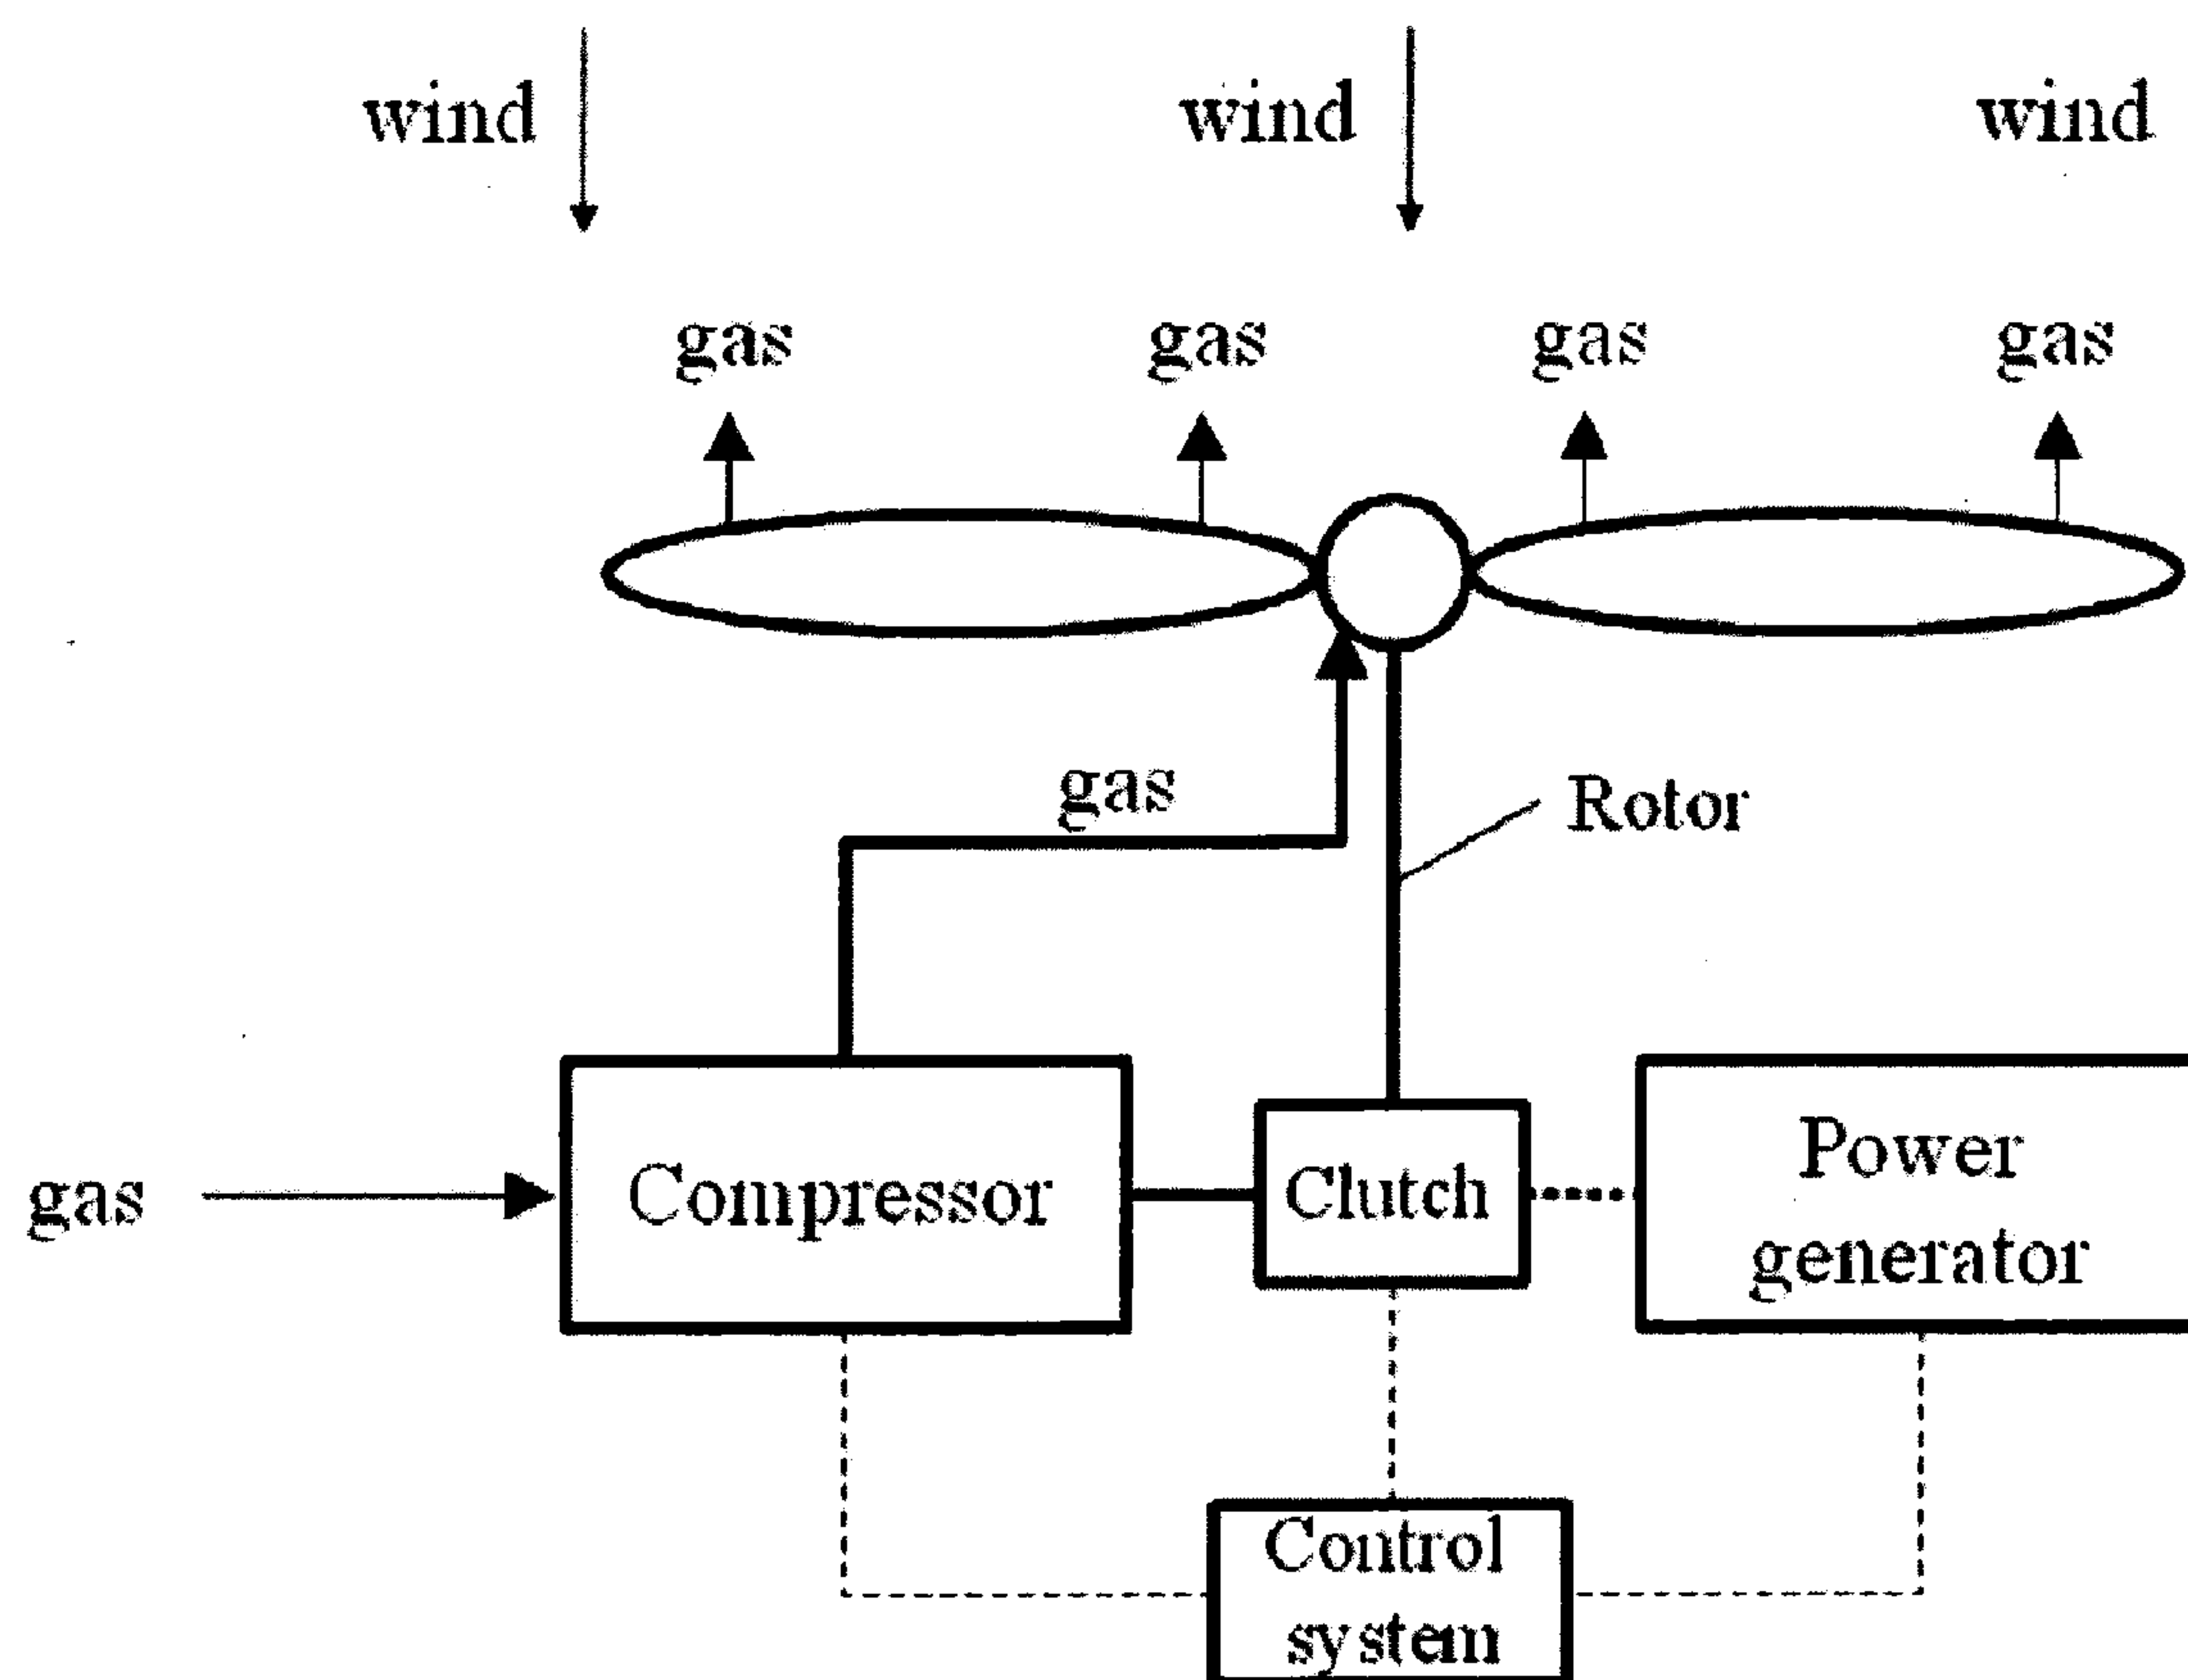 wind wind wind
gas gas gas gas
gas
Rotor
gas
Compressor
Clutch
Power
generator
Control
system